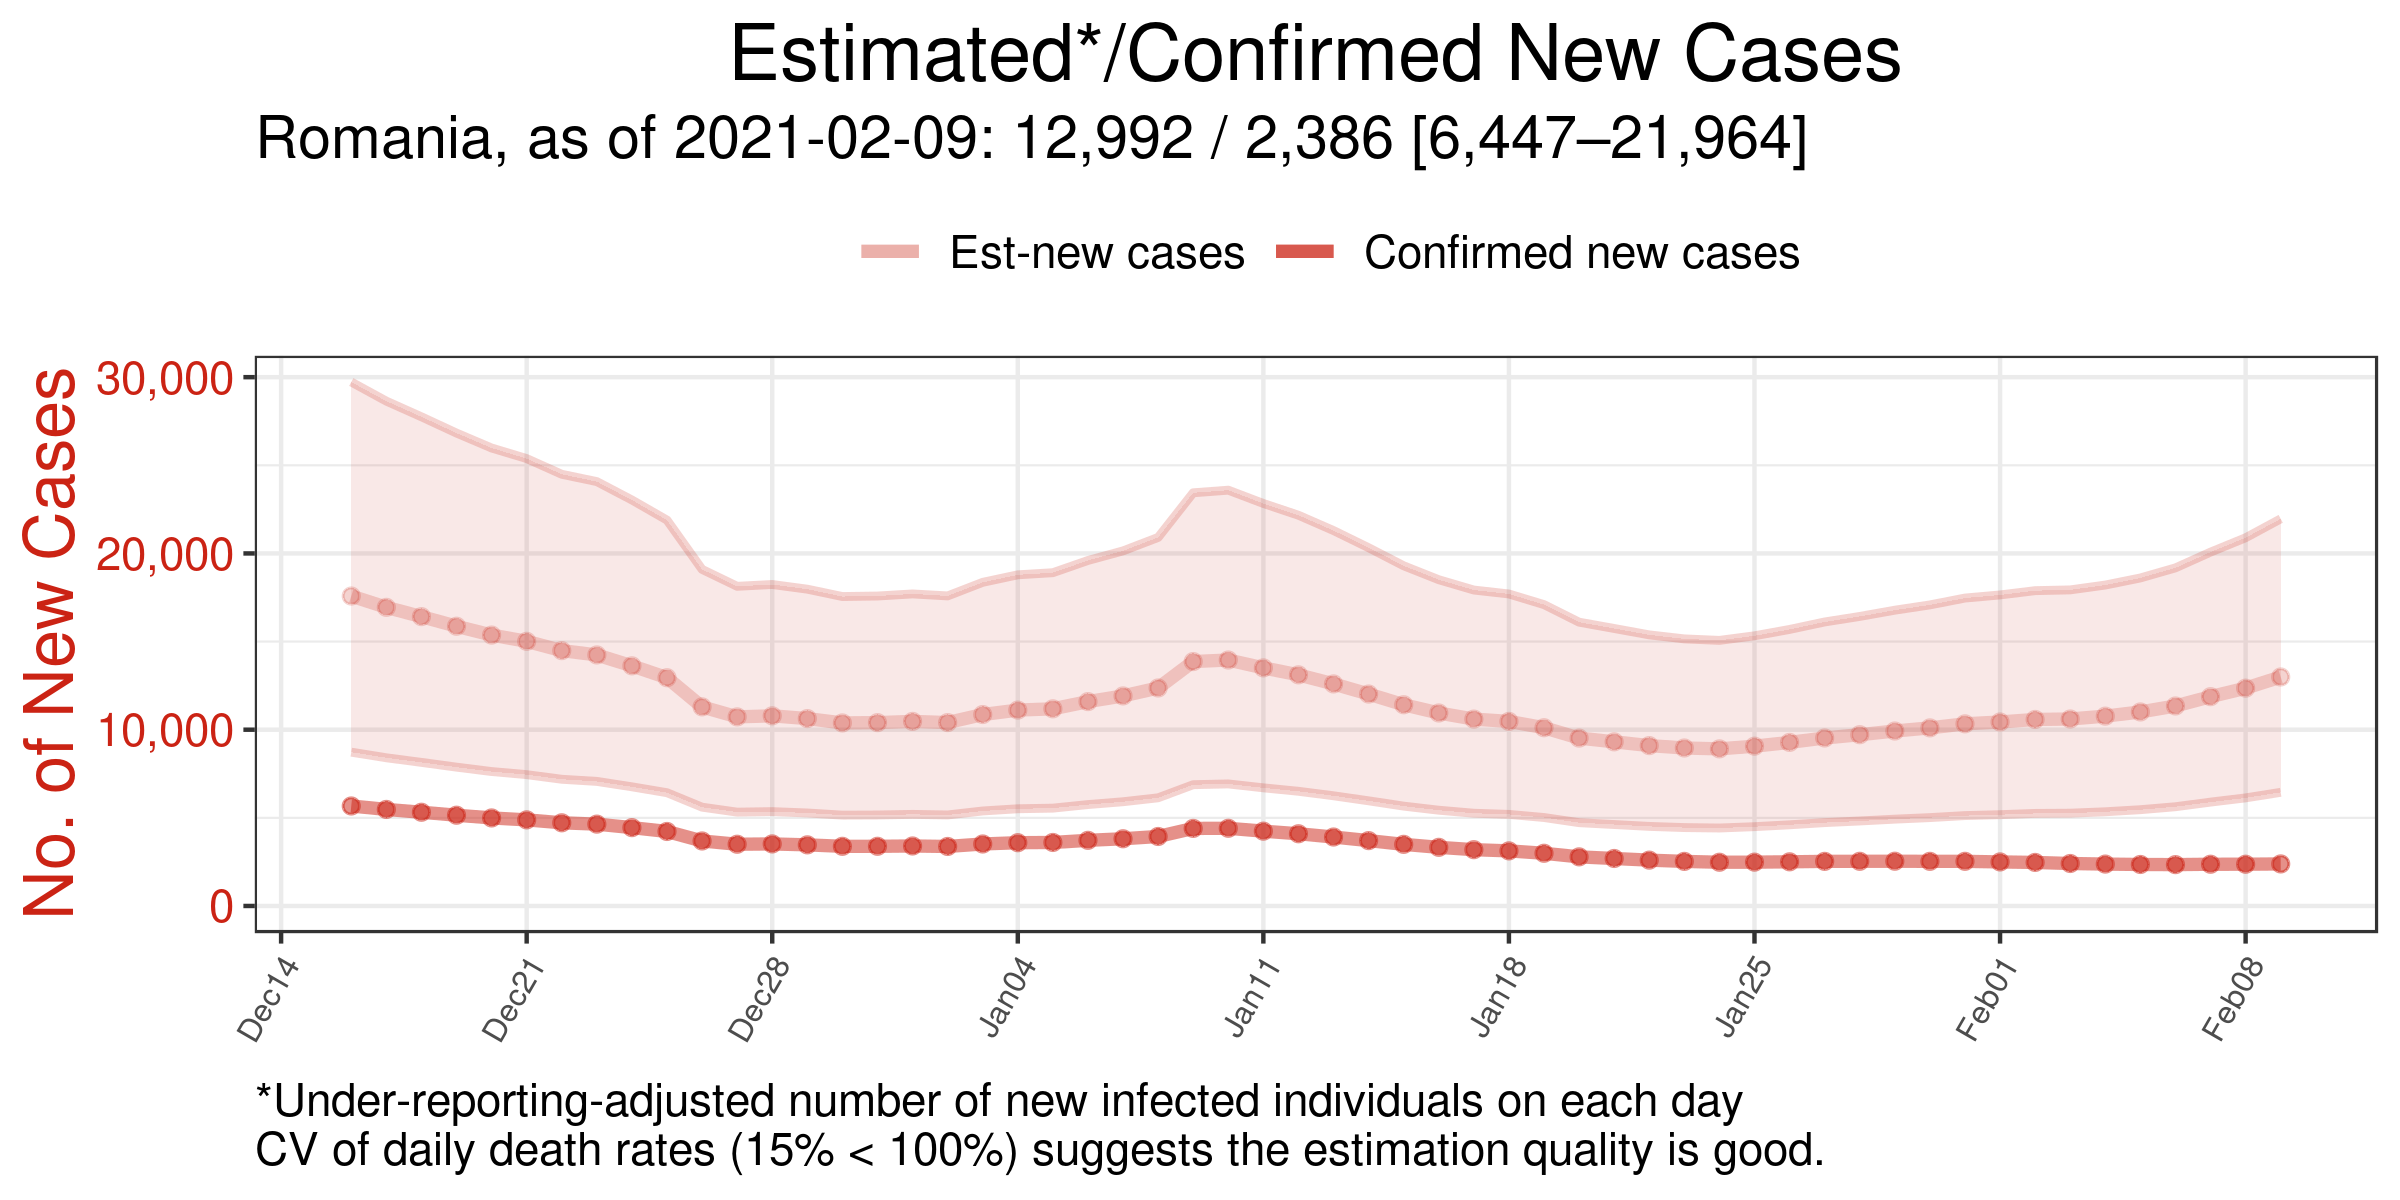 Estimated*/Confirmed New Cases
Romania, as of 2021-02-09: 12,992 / 2,386 [6,447–21,964]
Est-new cases
Confirmed new cases
No. of New Cases
30,000
20,000
10,000
0
Dec14
Dec21
Dec28
Jan04
Jan11
Jan18
Jan25
Feb01
Feb08
*Under-reporting-adjusted number of new infected individuals on each day
CV of daily death rates (15% < 100%) suggests the estimation quality is good.